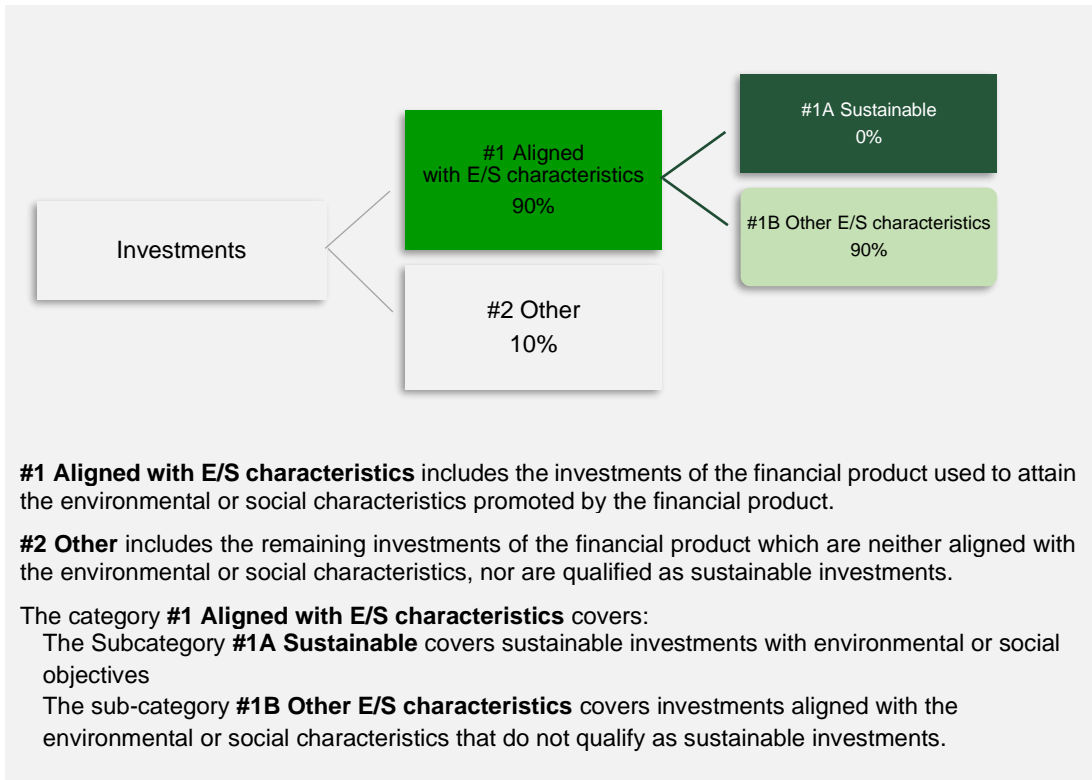 #1A Sustainable
0%
#1 Aligned
with E/S characteristics
90%
#1B Other E/S characteristics
90%
Investments
#2 Other
10%
#1 Aligned with E/S characteristics includes the investments of the financial product used to attain
the environmental or social characteristics promoted by the financial product.
#2 Other includes the remaining investments of the financial product which are neither aligned with
the environmental or social characteristics, nor are qualified as sustainable investments.
The category #1 Aligned with E/S characteristics covers:
The Subcategory #1A Sustainable covers sustainable investments with environmental or social
objectives
The sub-category #1B Other E/S characteristics covers investments aligned with the
environmental or social characteristics that do not qualify as sustainable investments.